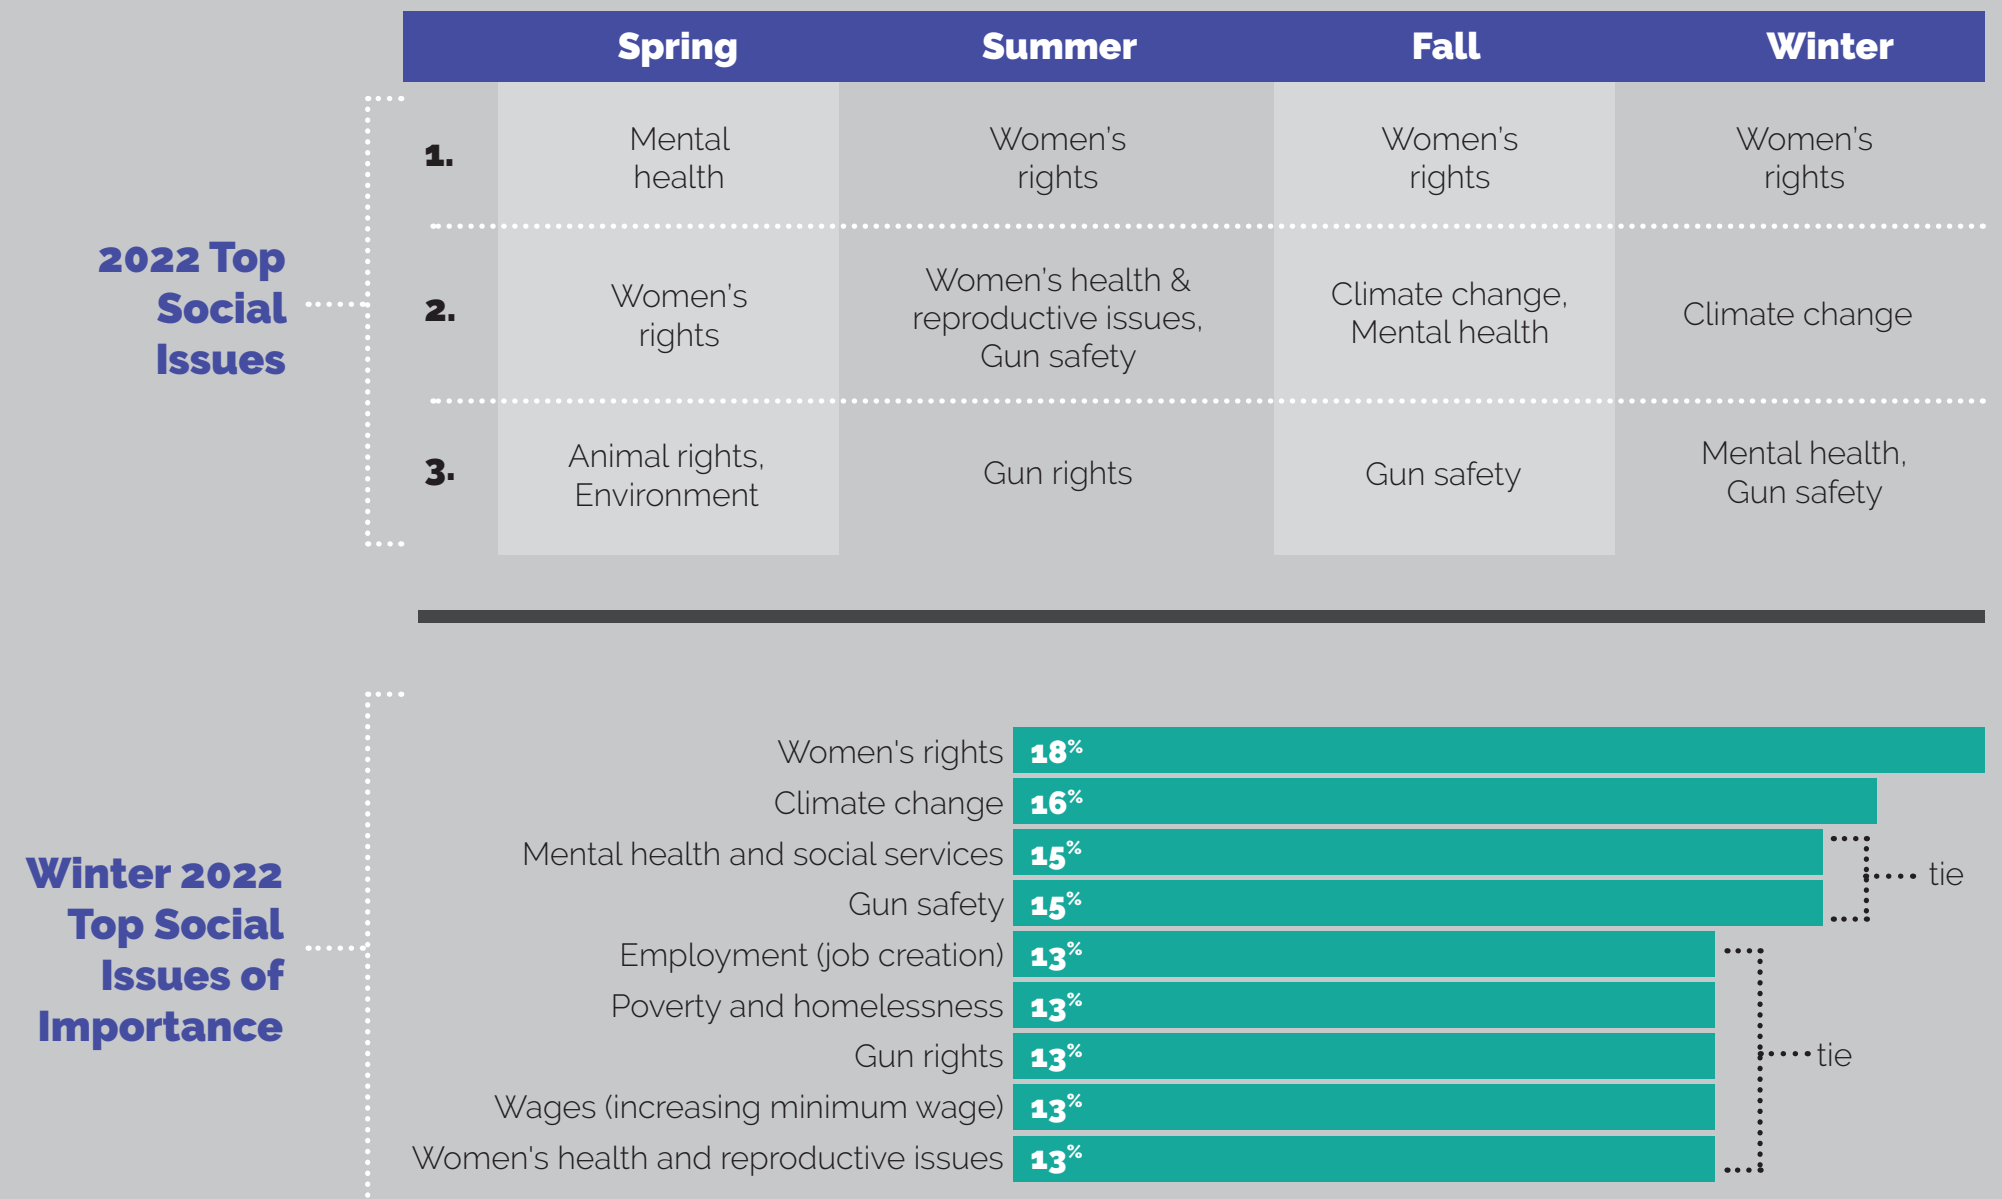 Spring Summer Fall Winter
2022 Top
Social
Issues
1.
Mental
health
Women's
rights
Women's
rights
Women's
rights
2.
Women's
rights
Women's health &
reproductive issues,
Gun safety
Climate change,
Mental health
Climate change
3.
Animal rights,
Environment
Gun rights
Gun safety
Mental health,
Gun safety
Winter 2022
Top Social
Issues of
Importance
Women's rights 18%
Climate change 16%
Mental health and social services 15%
Gun safety 15%
tie
Employment (job creation) 13%
Poverty and homelessness 13%
Gun rights 13%
Wages (increasing minimum wage) 13%
Women's health and reproductive issues 13%
tie